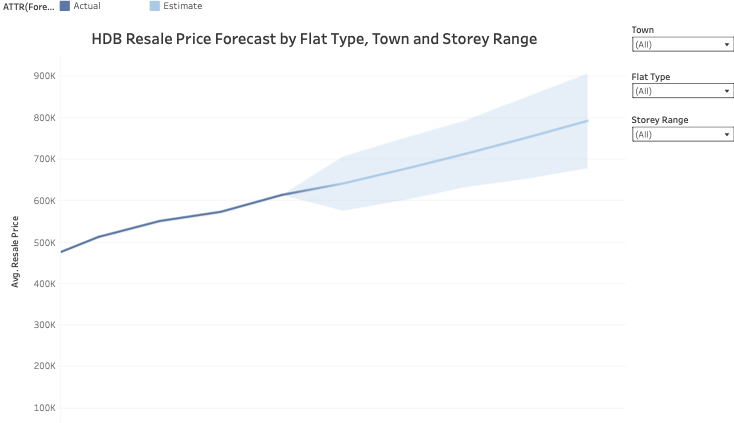 ATTR(Fore... Actual Estimate
HDB Resale Price Forecast by Flat Type, Town and Storey Range
Town
(All)
Flat Type
(All)
Storey Range
(All)
Avg. Resale Price
900K
800K
700K
600K
500K
400K
300K
200K
100K